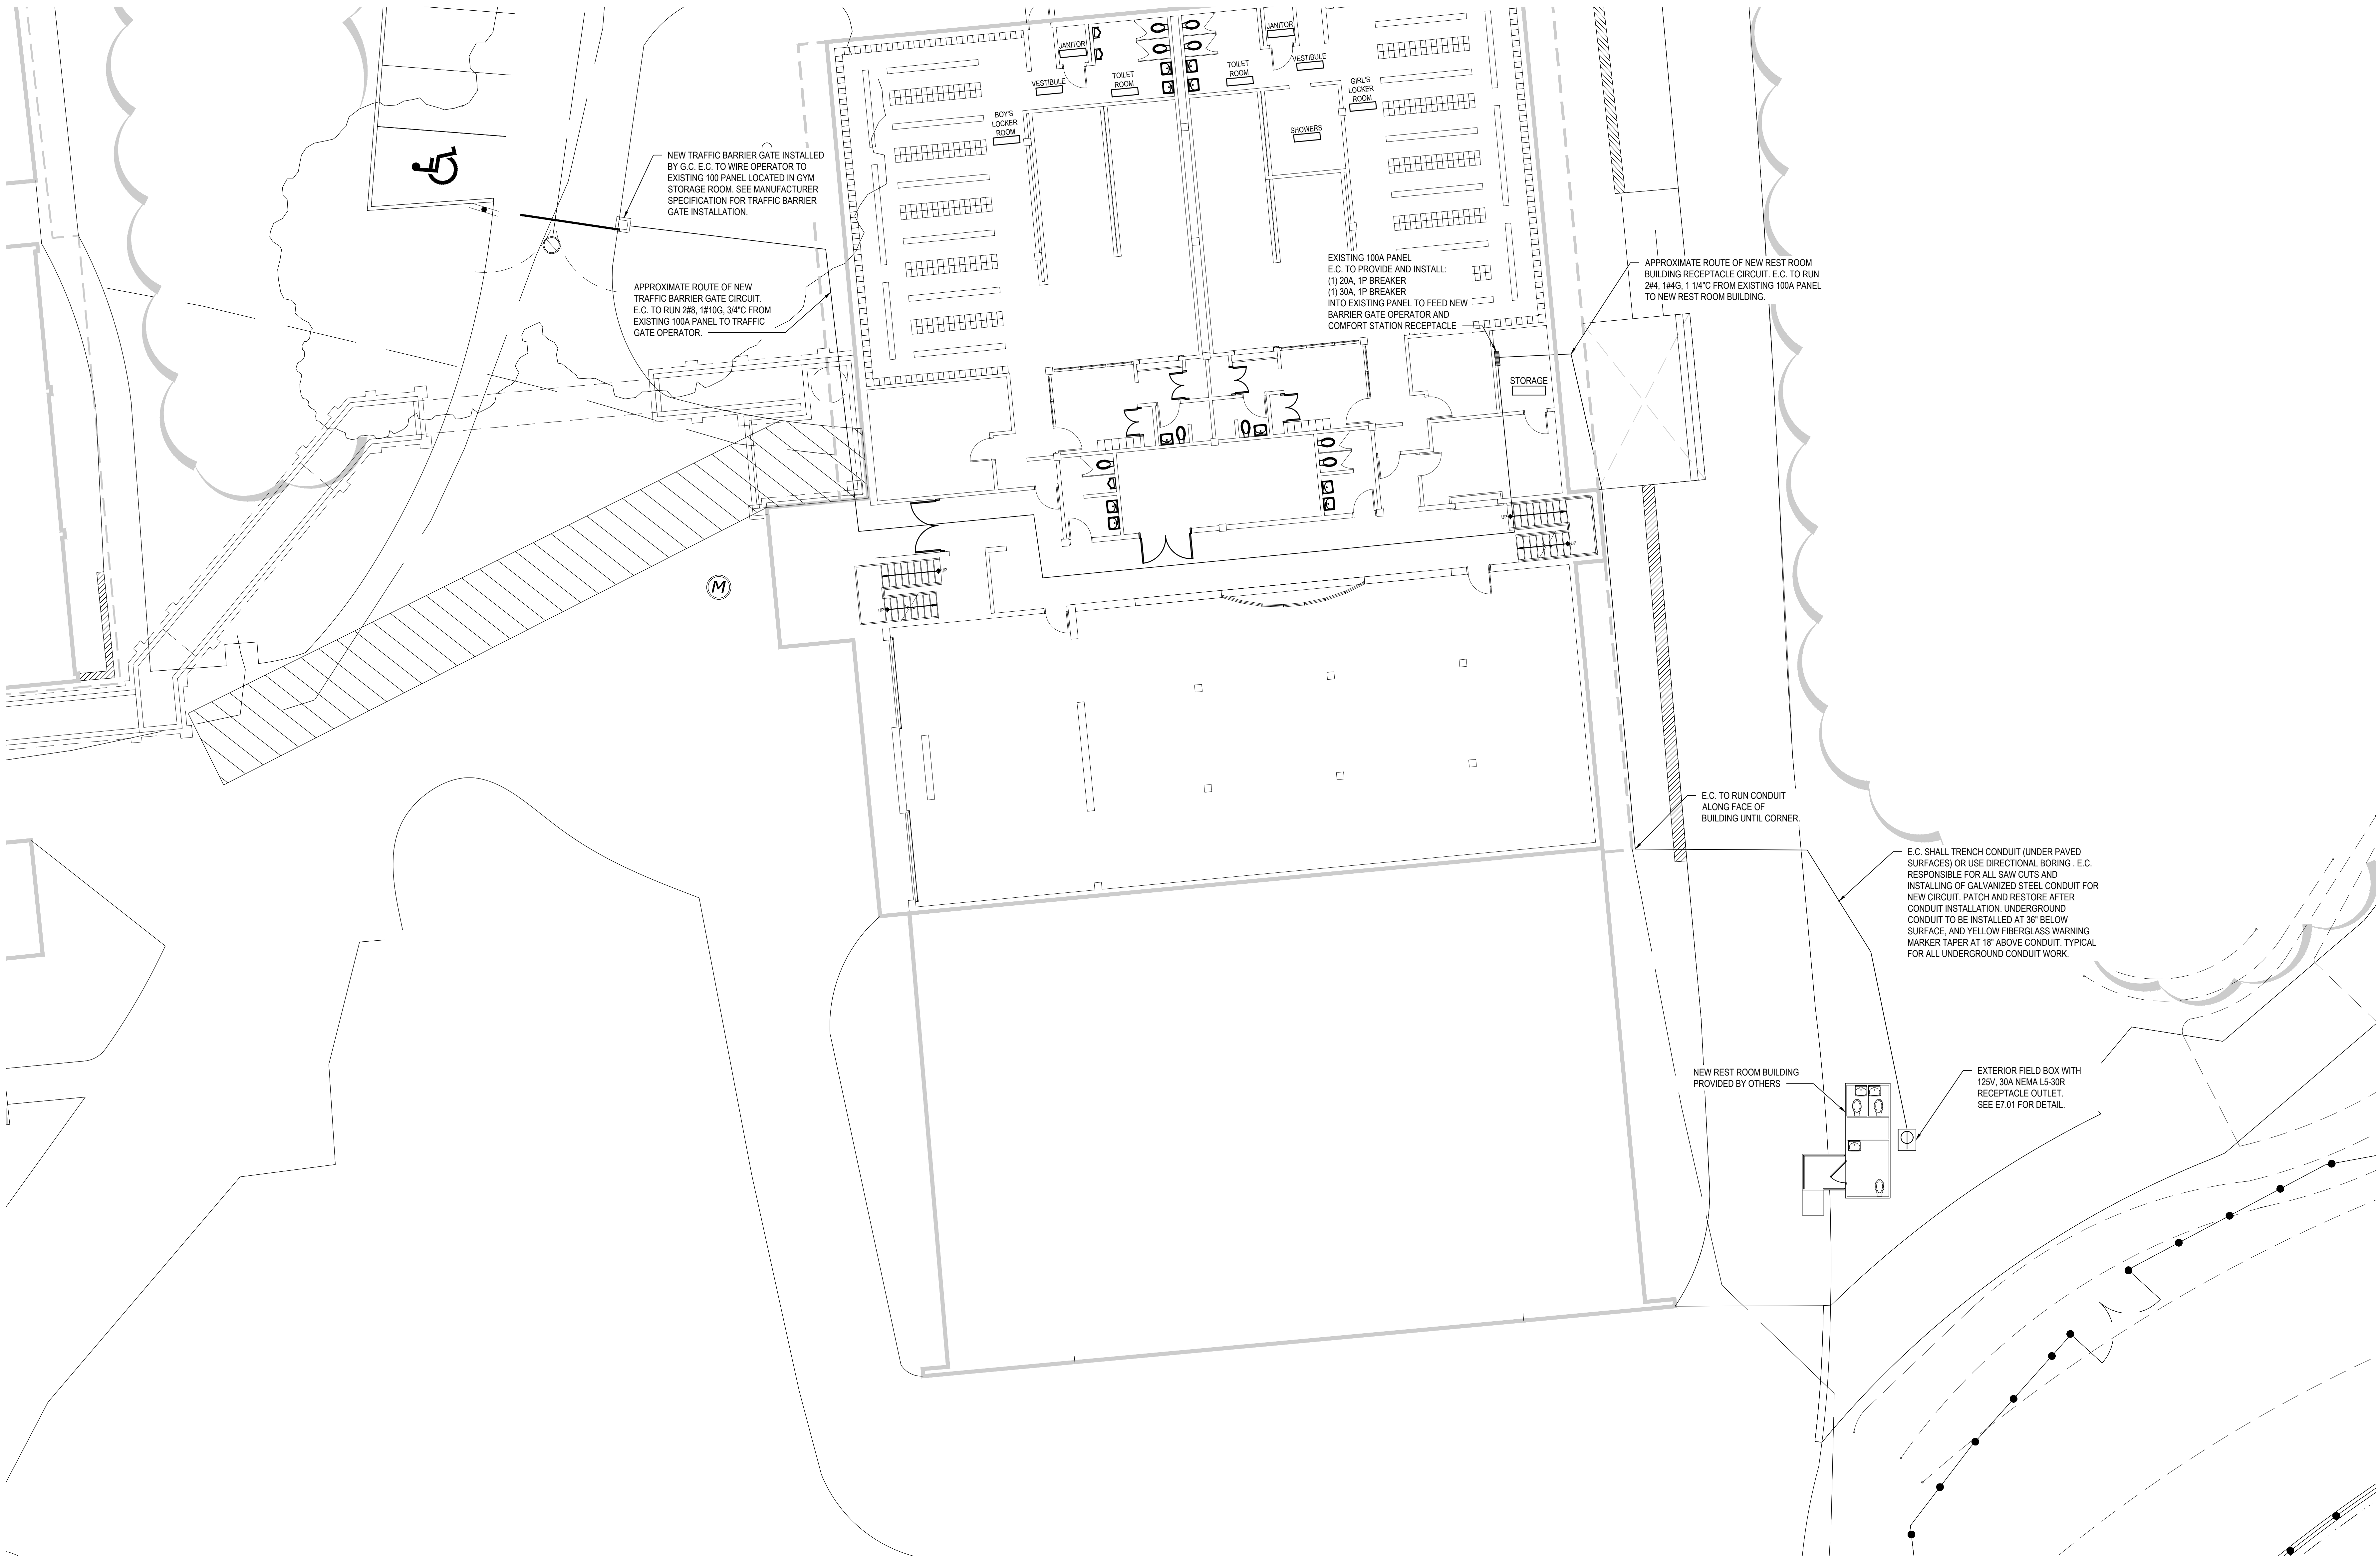 JANITOR
JANITOR
VESTIBULE
TOILET
ROOM
TOILET
ROOM
VESTIBULE
BOY'S
LOCKER
ROOM
GIRL'S
LOCKER
ROOM
SHOWERS
NEW TRAFFIC BARRIER GATE INSTALLED
BY G.C. E.C. TO WIRE OPERATOR TO
EXISTING 100 PANEL LOCATED IN GYM
STORAGE ROOM. SEE MANUFACTURER
SPECIFICATION FOR TRAFFIC BARRIER
GATE INSTALLATION.
APPROXIMATE ROUTE OF NEW
TRAFFIC BARRIER GATE CIRCUIT.
E.C. TO RUN 2#8, 1#10G, 3/4"C FROM
EXISTING 100A PANEL TO TRAFFIC
GATE OPERATOR.
EXISTING 100A PANEL
E.C. TO PROVIDE AND INSTALL:
(1) 20A, 1P BREAKER
(1) 30A, 1P BREAKER
INTO EXISTING PANEL TO FEED NEW
BARRIER GATE OPERATOR AND
COMFORT STATION RECEPTACLE
APPROXIMATE ROUTE OF NEW REST ROOM
BUILDING RECEPTACLE CIRCUIT. E.C. TO RUN
2#4, 1#4G, 1 1/4"C FROM EXISTING 100A PANEL
TO NEW REST ROOM BUILDING.
STORAGE
UP
UP
UP
UP
M
E.C. TO RUN CONDUIT
ALONG FACE OF
BUILDING UNTIL CORNER.
E.C. SHALL TRENCH CONDUIT (UNDER PAVED
SURFACES) OR USE DIRECTIONAL BORING . E.C.
RESPONSIBLE FOR ALL SAW CUTS AND
INSTALLING OF GALVANIZED STEEL CONDUIT FOR
NEW CIRCUIT. PATCH AND RESTORE AFTER
CONDUIT INSTALLATION. UNDERGROUND
CONDUIT TO BE INSTALLED AT 36" BELOW
SURFACE, AND YELLOW FIBERGLASS WARNING
MARKER TAPER AT 18" ABOVE CONDUIT. TYPICAL
FOR ALL UNDERGROUND CONDUIT WORK.
NEW REST ROOM BUILDING
PROVIDED BY OTHERS
EXTERIOR FIELD BOX WITH
125V, 30A NEMA L5-30R
RECEPTACLE OUTLET.
SEE E7.01 FOR DETAIL.